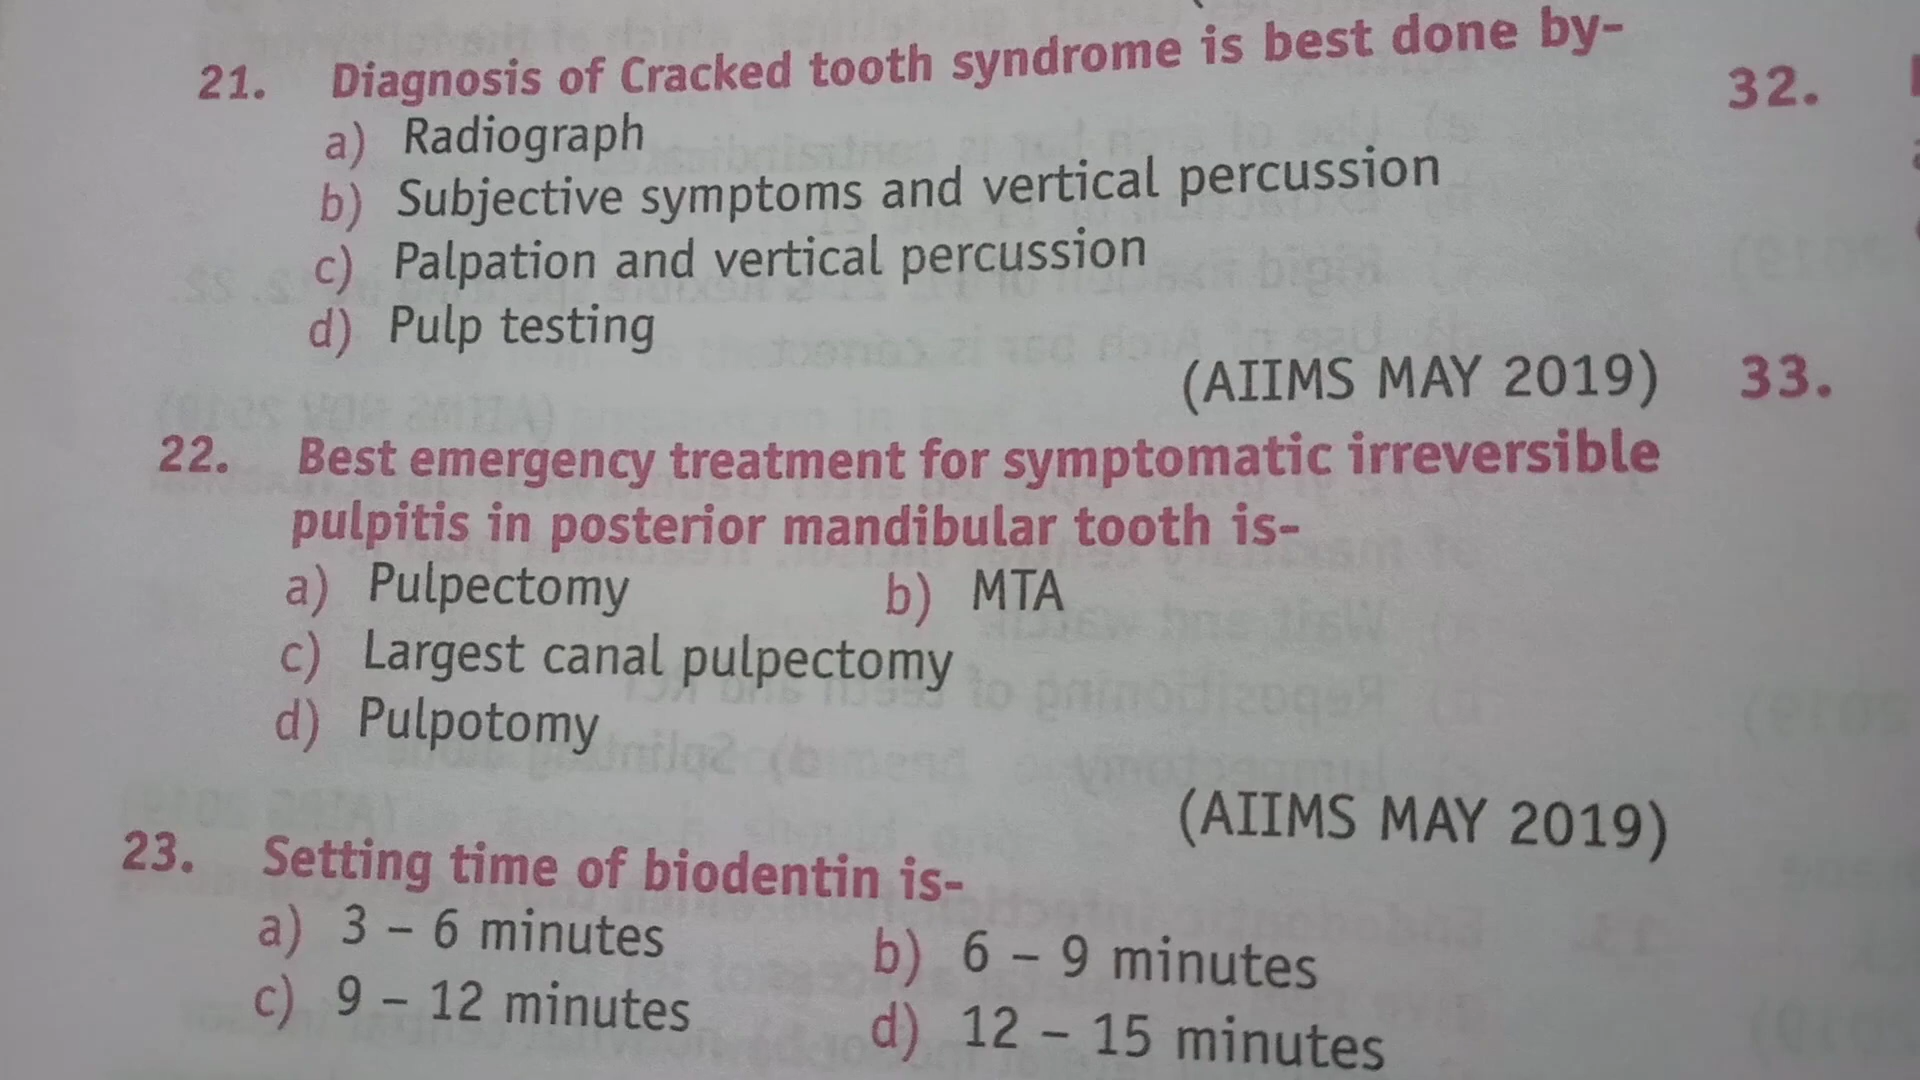 21. Diagnosis of Cracked tooth syndrome is best done by-
a) Radiograph
b) Subjective symptoms and vertical percussion
c) Palpation and vertical percussion
d) Pulp testing
(AIIMS MAY 2019)
22. Best emergency treatment for symptomatic irreversible
pulpitis in posterior mandibular tooth is-
a) Pulpectomy b) MTA
c) Largest canal pulpectomy
d) Pulpotomy
(AIIMS MAY 2019)
23. Setting time of biodentin is-
a) 3 – 6 minutes b) 6 – 9 minutes
c) 9 – 12 minutes d) 12 – 15 minutes
32.
33.